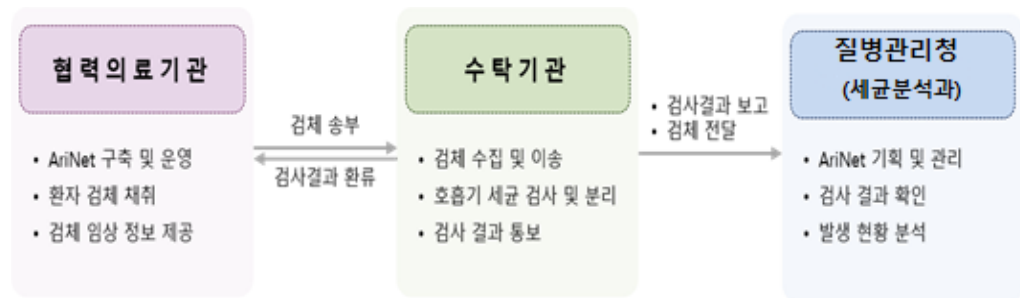 협력의료기관
• AriNet 구축 및 운영
• 환자 검체 채취
• 검체 임상 정보 제공
검체 송부
검사결과 환류
수탁기관
• 검체 수집 및 이송
• 호흡기 세균 검사 및 분리
• 검사 결과 통보
• 검사결과 보고
• 검체 전달
질병관리청
(세균분석과)
• AriNet 기획 및 관리
• 검사 결과 확인
• 발생 현황 분석